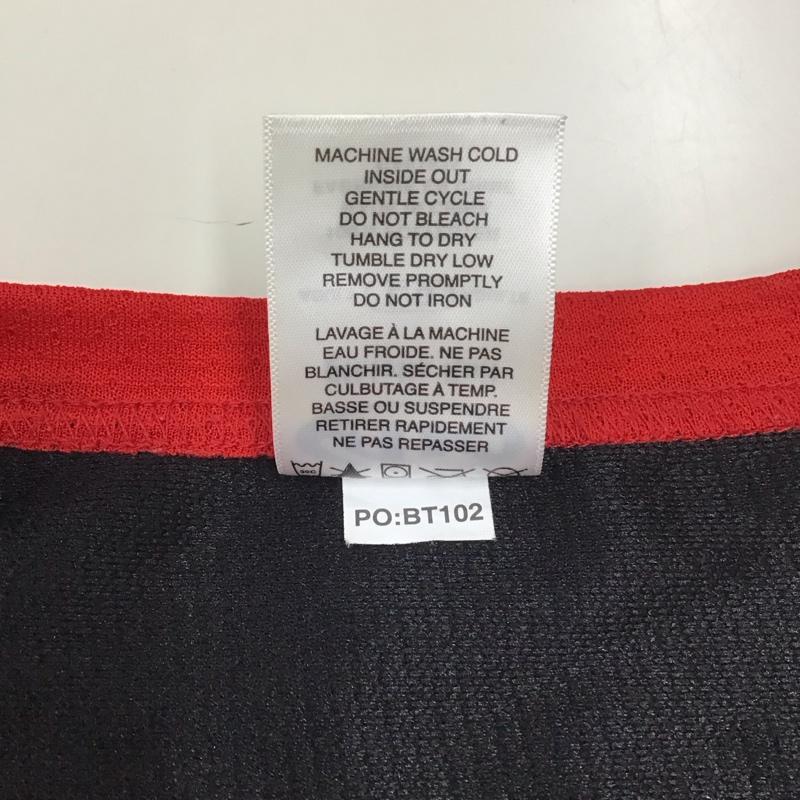 MACHINE WASH COLD
INSIDE OUT
GENTLE CYCLE
DO NOT BLEACH
HANG TO DRY
TUMBLE DRY LOW
REMOVE PROMPTLY
DO NOT IRON
LAVAGE À LA MACHINE
EAU FROIDE. NE PAS
BLANCHIR. SÉCHER PAR
CULBUTAGE À TEMP.
BASSE OU SUSPENDRE
RETIRER RAPIDEMENT
NE PAS REPASSER
30C
PO:BT102